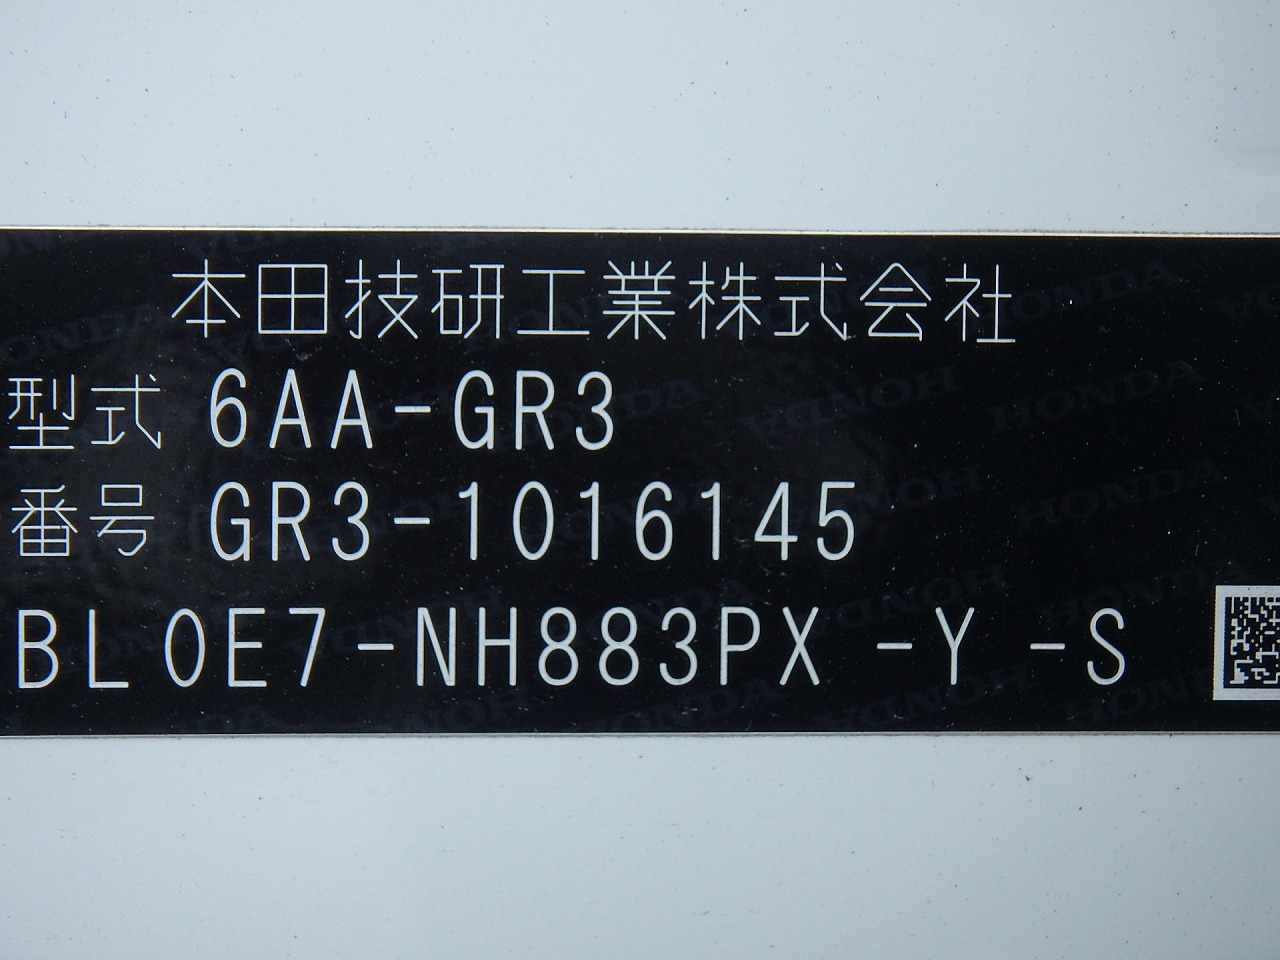 本田技研工業株式会社
型式 6AA-GR3
番号 GR3-1016145
BL0E7-NH883PX -Y -S